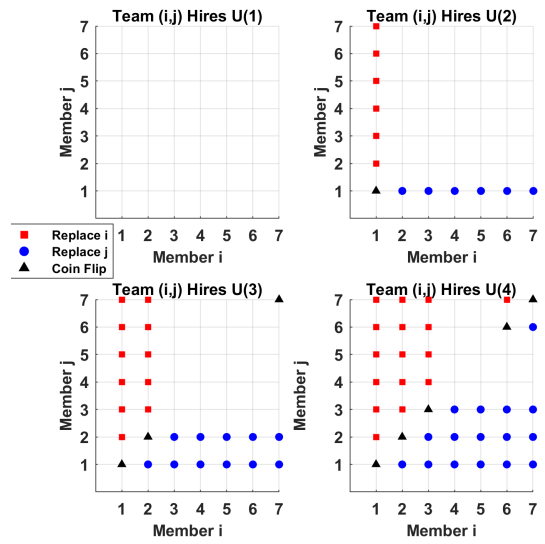 Team (i,j) Hires U(1)
7
6
5
4
3
2
1
Member j
1 2 3 4 5 6 7
Member i
Team (i,j) Hires U(2)
7
6
5
4
3
2
1
Member j
1 2 3 4 5 6 7
Member i
Replace i
Replace j
Coin Flip
Team (i,j) Hires U(3)
7
6
5
4
3
2
1
Member j
1 2 3 4 5 6 7
Member i
Team (i,j) Hires U(4)
7
6
5
4
3
2
1
Member j
1 2 3 4 5 6 7
Member i